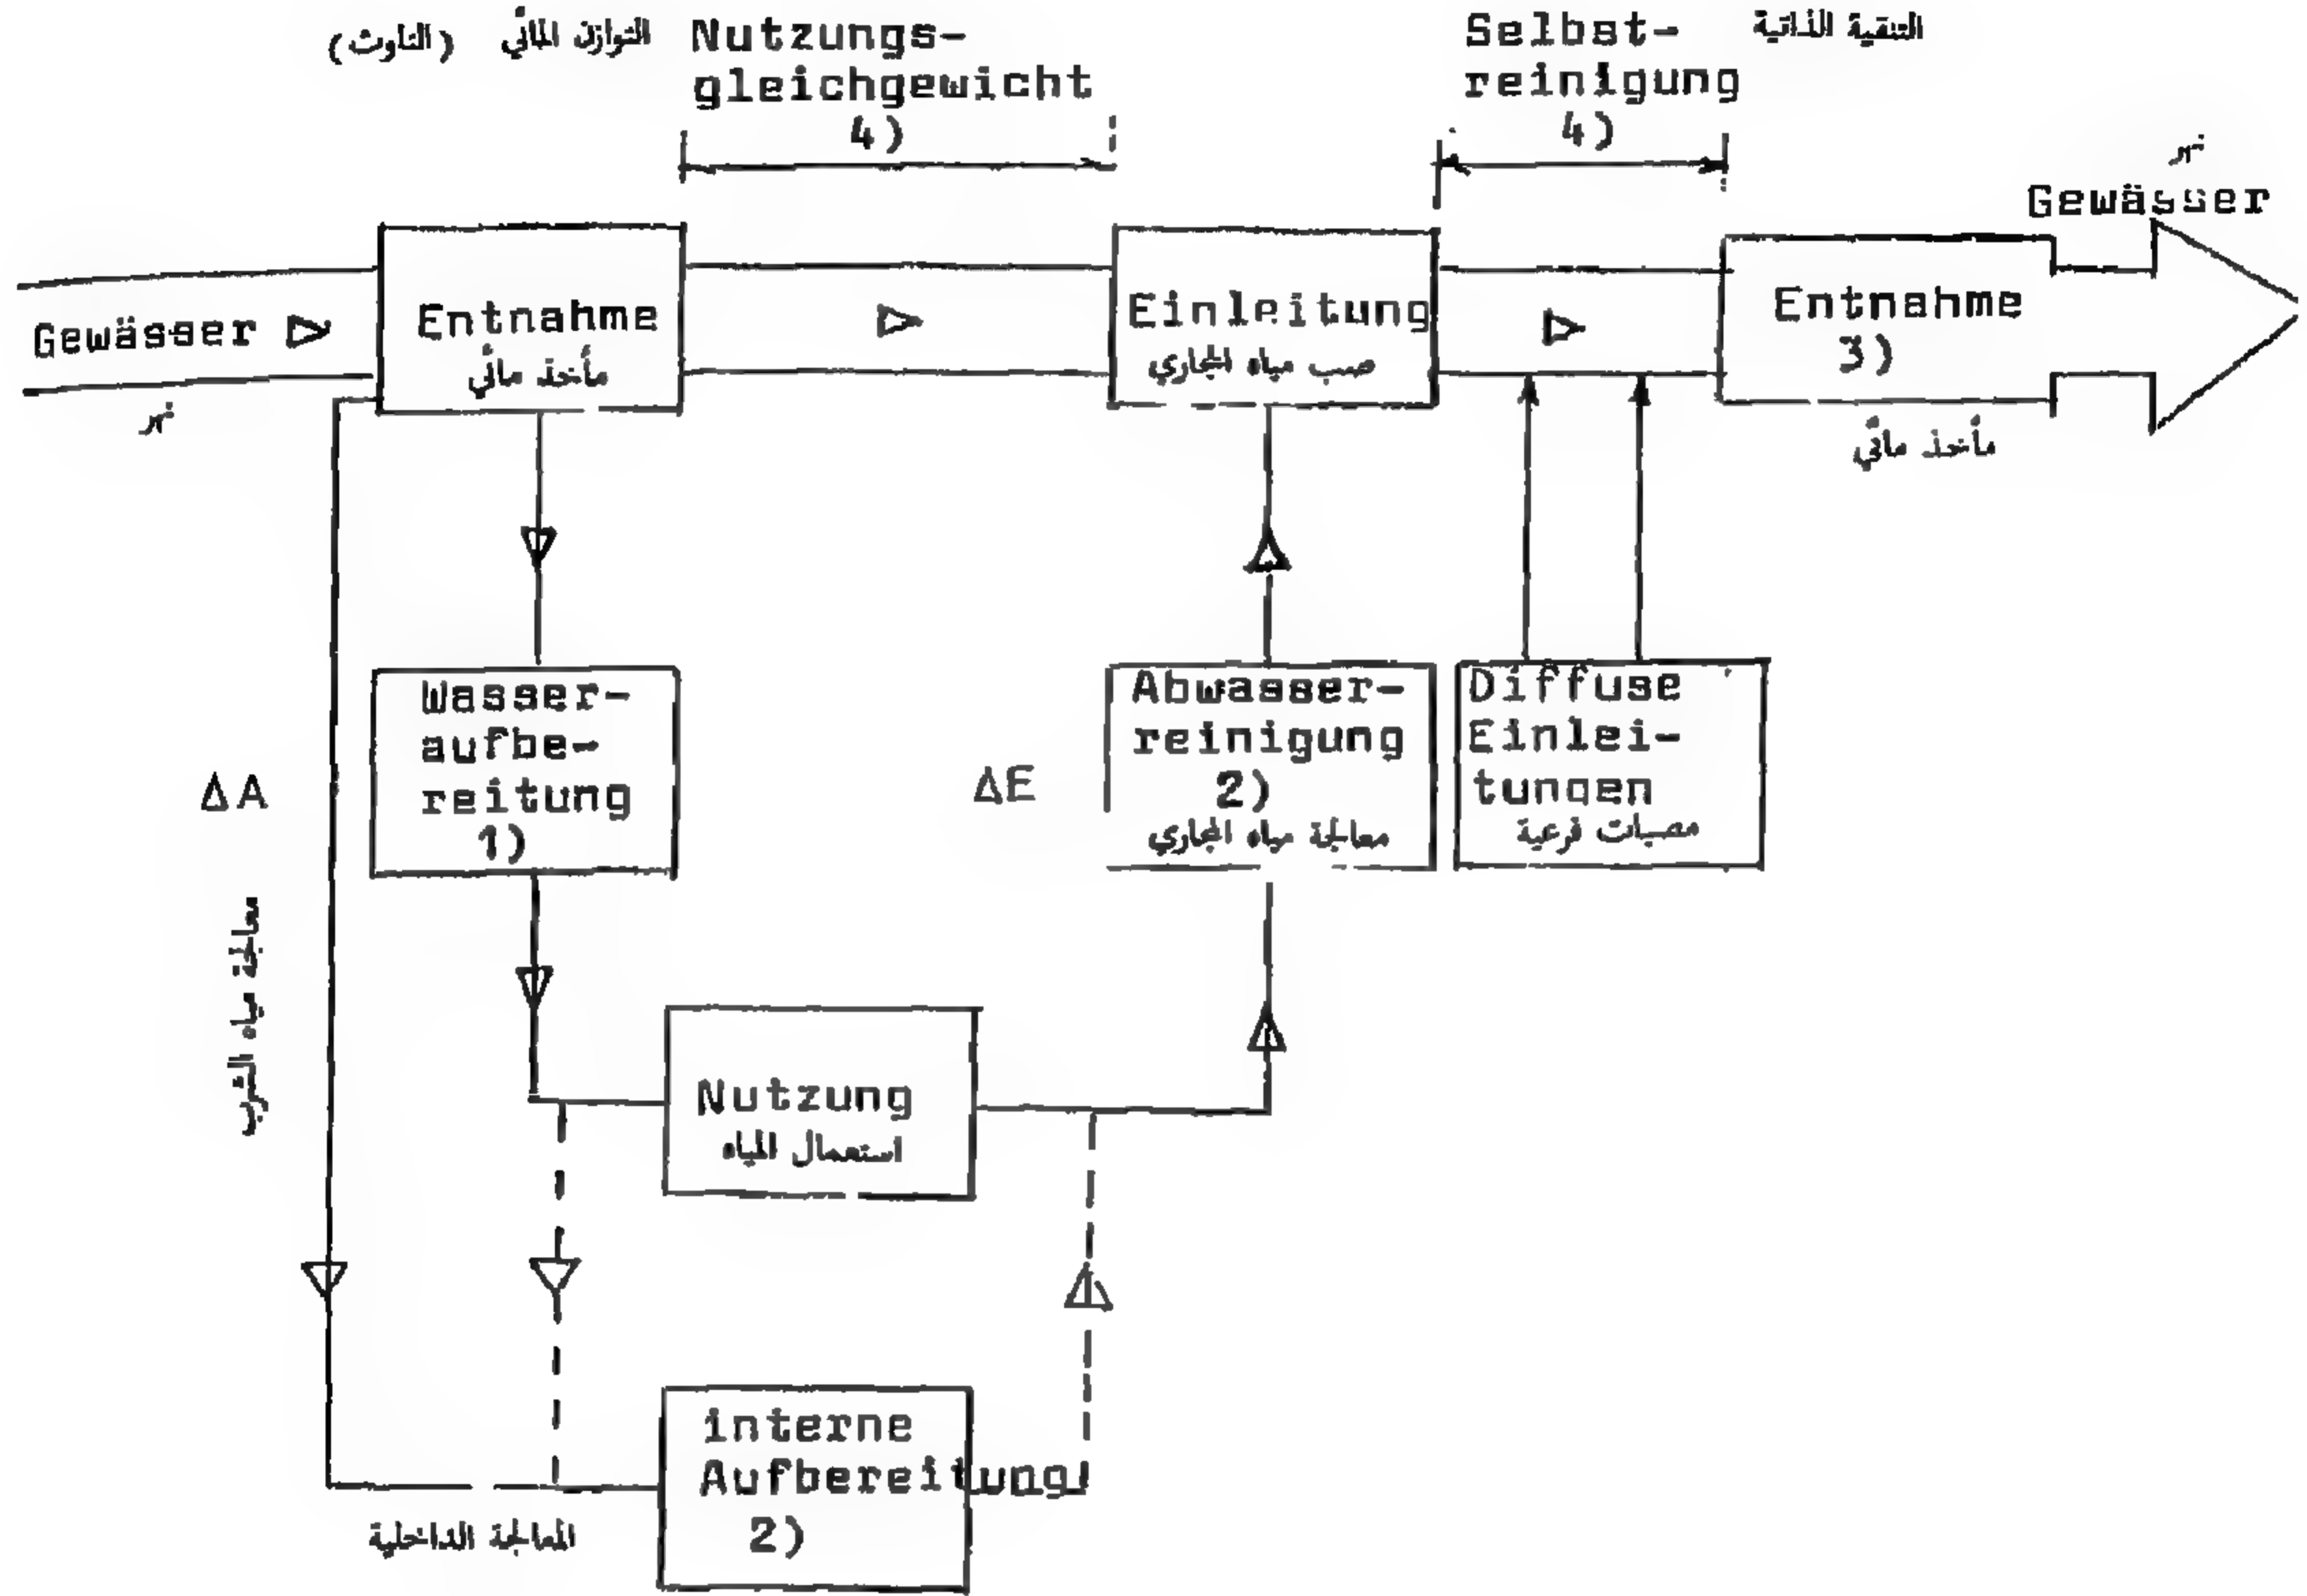 (التلوث) التوازن المائي Nutzungs-
gleichgewicht
4)
Selbst- التنقية الذاتية
reinigung
4)
نهر
Gewässer
Gewässer
نهر
Entnahme
مأخذ مائي
Einleitung
صب مياه المجاري
Entnahme
3)
مأخذ مائي
Wasser-
aufbe-
reitung
1)
ΔA
معالجة مياه الشرب
ΔE
Abwasser-
reinigung
2)
معالجة مياه المجاري
Diffuse
Einlei-
tungen
مصبات فرعية
Nutzung
استعمال المياه
interne
Aufbereitung
2)
المعالجة الداخلية